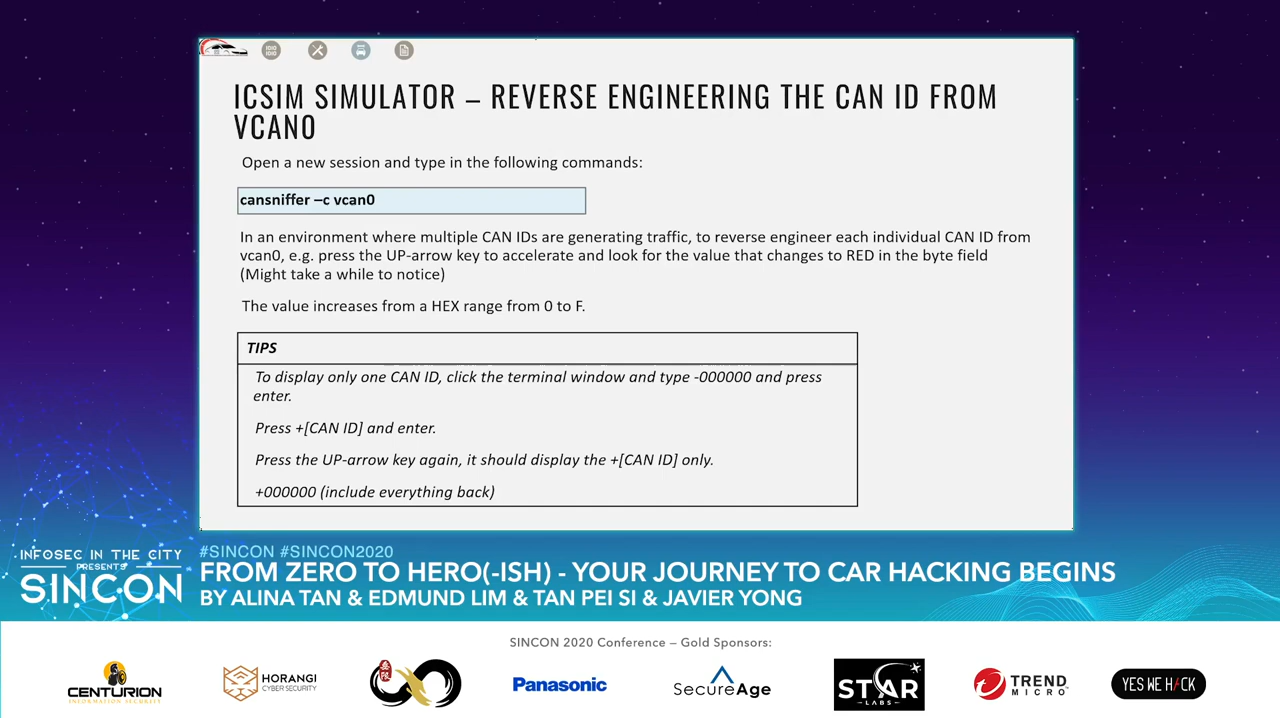 ICSIM SIMULATOR – REVERSE ENGINEERING THE CAN ID FROM
VCAN0
Open a new session and type in the following commands:
cansniffer –c vcan0
In an environment where multiple CAN IDs are generating traffic, to reverse engineer each individual CAN ID from
vcan0, e.g. press the UP-arrow key to accelerate and look for the value that changes to RED in the byte field
(Might take a while to notice)
The value increases from a HEX range from 0 to F.
TIPS
To display only one CAN ID, click the terminal window and type -000000 and press
enter.
Press +[CAN ID] and enter.
Press the UP-arrow key again, it should display the +[CAN ID] only.
+000000 (include everything back)
INFOSEC IN THE CITY
PRESENTS
SINCON
#SINCON #SINCON2020
FROM ZERO TO HERO(-ISH) - YOUR JOURNEY TO CAR HACKING BEGINS
BY ALINA TAN & EDMUND LIM & TAN PEI SI & JAVIER YONG
SINCON 2020 Conference – Gold Sponsors:
CENTURION
INFORMATION SECURITY
HORANGI
CYBER SECURITY
Panasonic
SecureAge
STAR
LABS
TREND
MICRO
YES WE H/CK